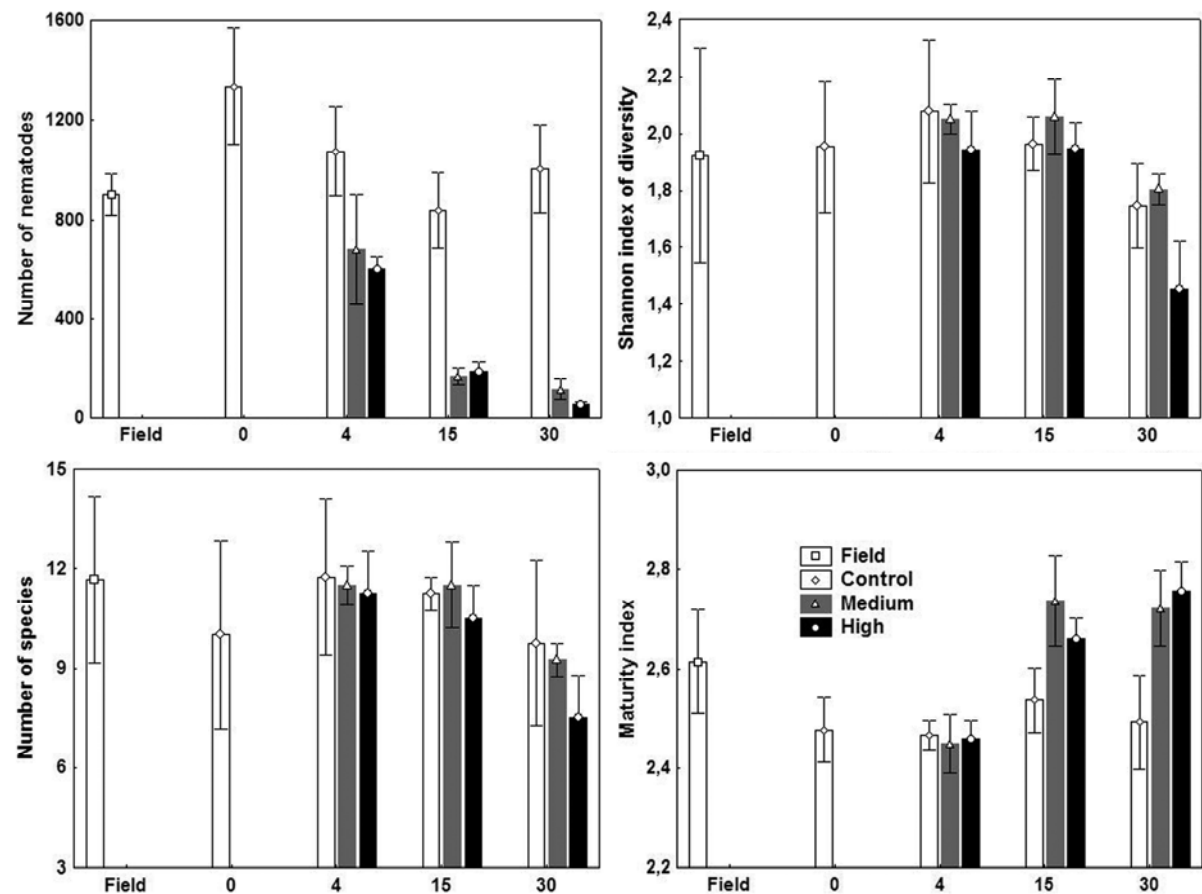 Number of nematodes
1600
1200
800
400
0
Field 0 4 15 30
Shannon index of diversity
2,4
2,2
2,0
1,8
1,6
1,4
1,2
1,0
Field 0 4 15 30
Number of species
15
12
9
6
3
Field 0 4 15 30
Maturity index
3,0
2,8
2,6
2,4
2,2
Field
Control
Medium
High
Field 0 4 15 30